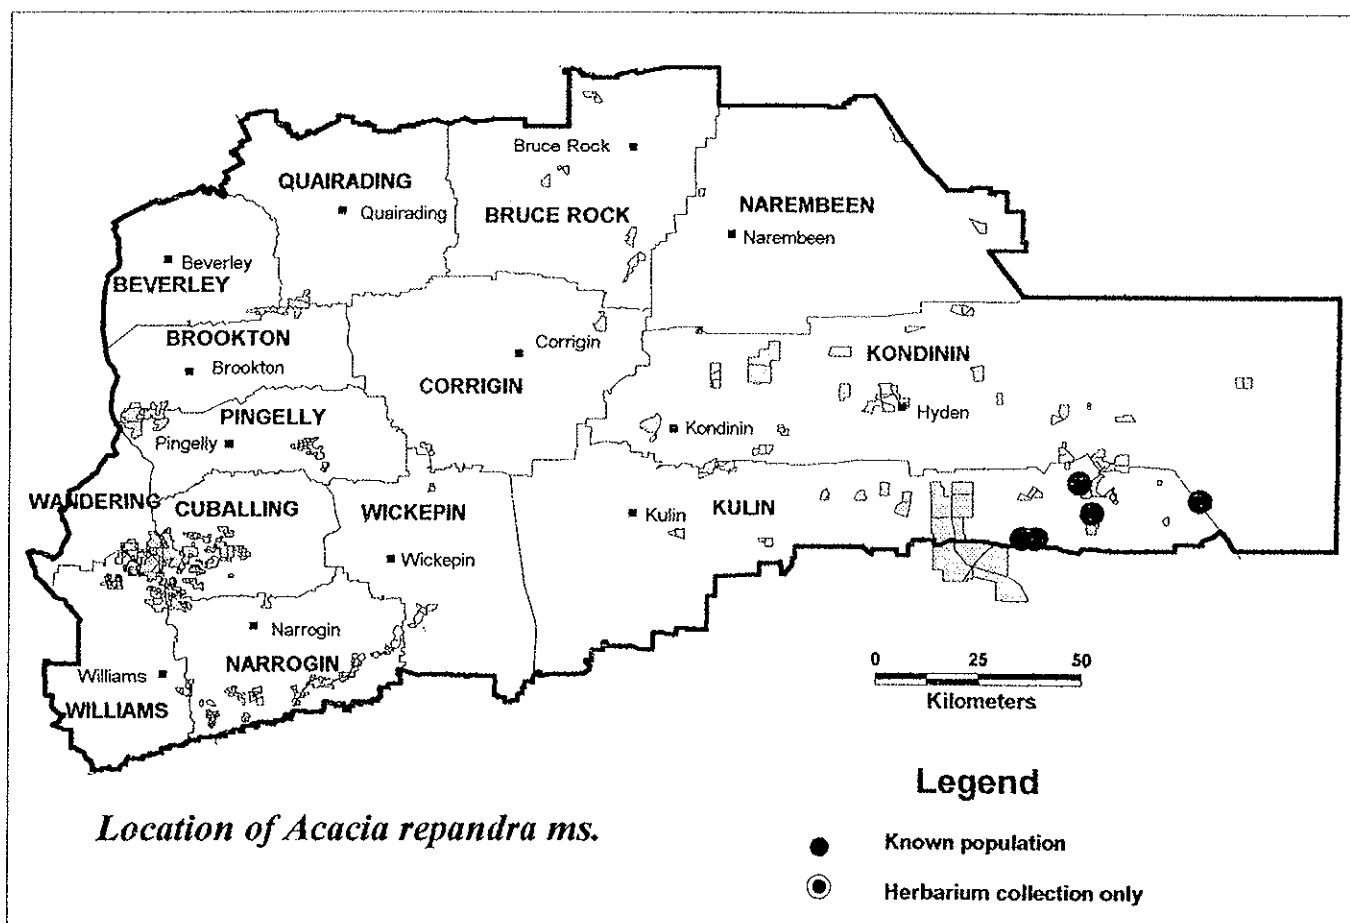 Bruce Rock
QUAIRADING
Quairading
BRUCE ROCK
NAREMBEEN
Narembeen
Beverley
BEVERLEY
BROOKTON
Brookton
Corrigin
CORRIGIN
KONDININ
Hyden
PINGELLY
Pingelly
Kondinin
WANDERING
CUBALLING
WICKEPIN
Wickepin
Kulin
KULIN
Narrogin
NARROGIN
Williams
WILLIAMS
0 25 50
Kilometers
Legend
Location of Acacia repandra ms.
Known population
Herbarium collection only